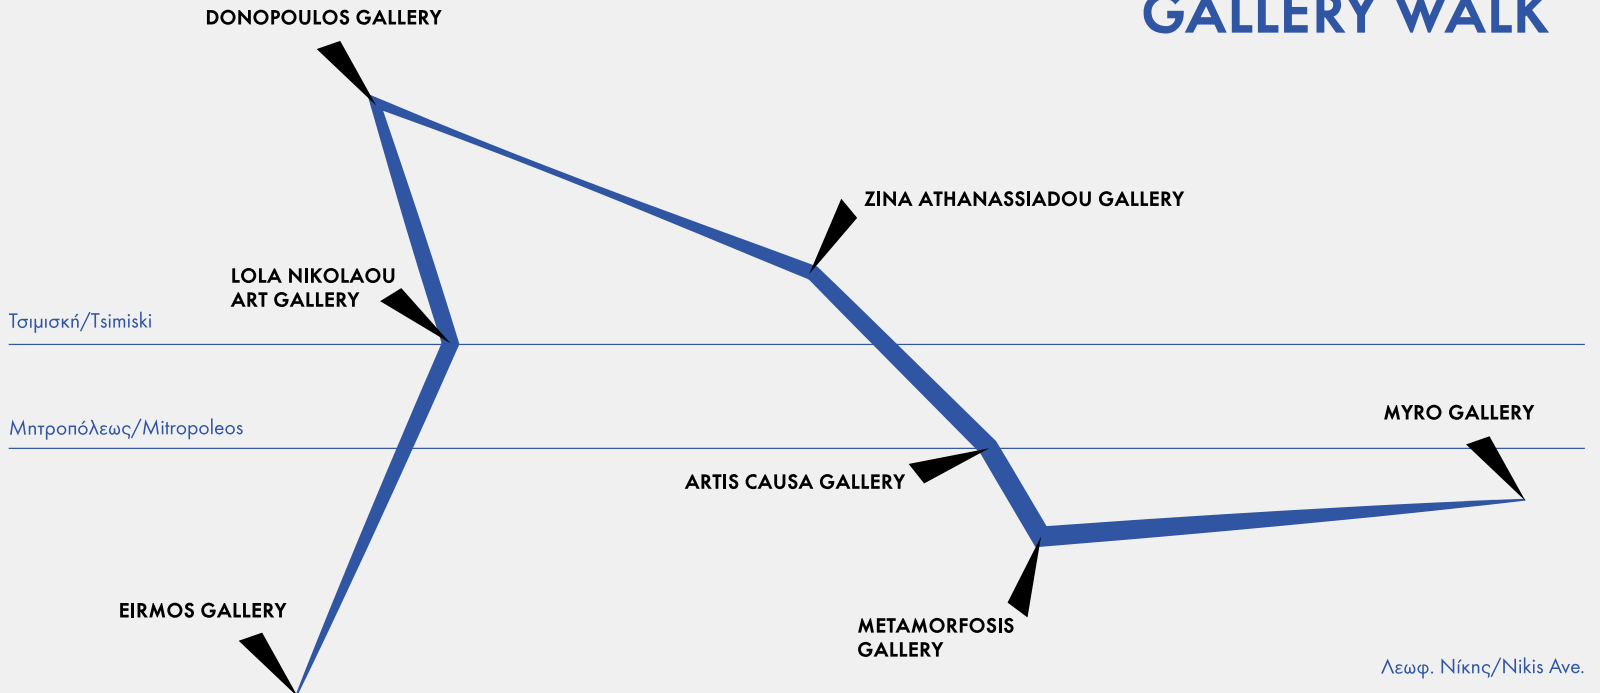 GALLERY WALK
DONOPOULOS GALLERY
ZINA ATHANASSIADOU GALLERY
LOLA NIKOLAOU
ART GALLERY
Τσιμισκή/Tsimiski
MYRO GALLERY
Μητροπόλεως/Mitropoleos
ARTIS CAUSA GALLERY
EIRMOS GALLERY
METAMORFOSIS
GALLERY
Λεωφ. Νίκης/Nikis Ave.